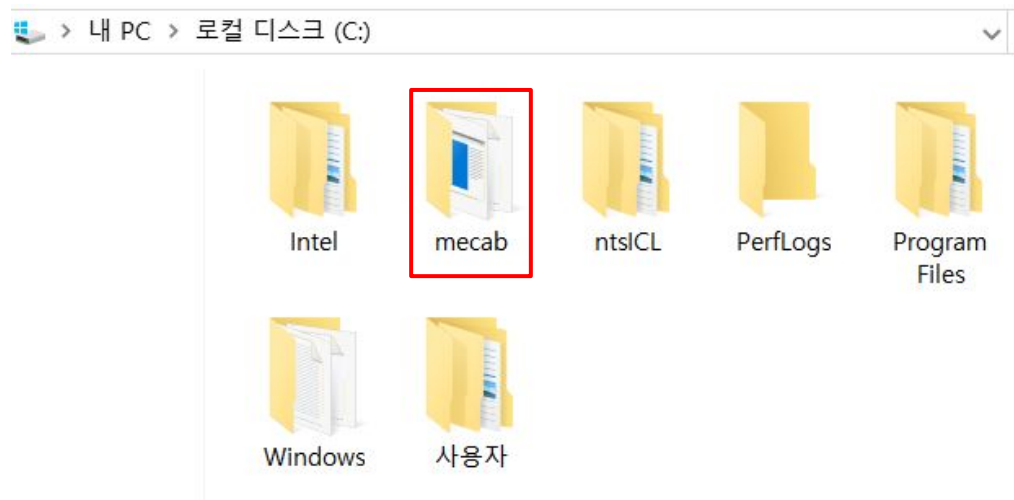 내 PC > 로컬 디스크 (C:)
Intel
mecab
ntsICL
PerfLogs
Program
Files
Windows
사용자